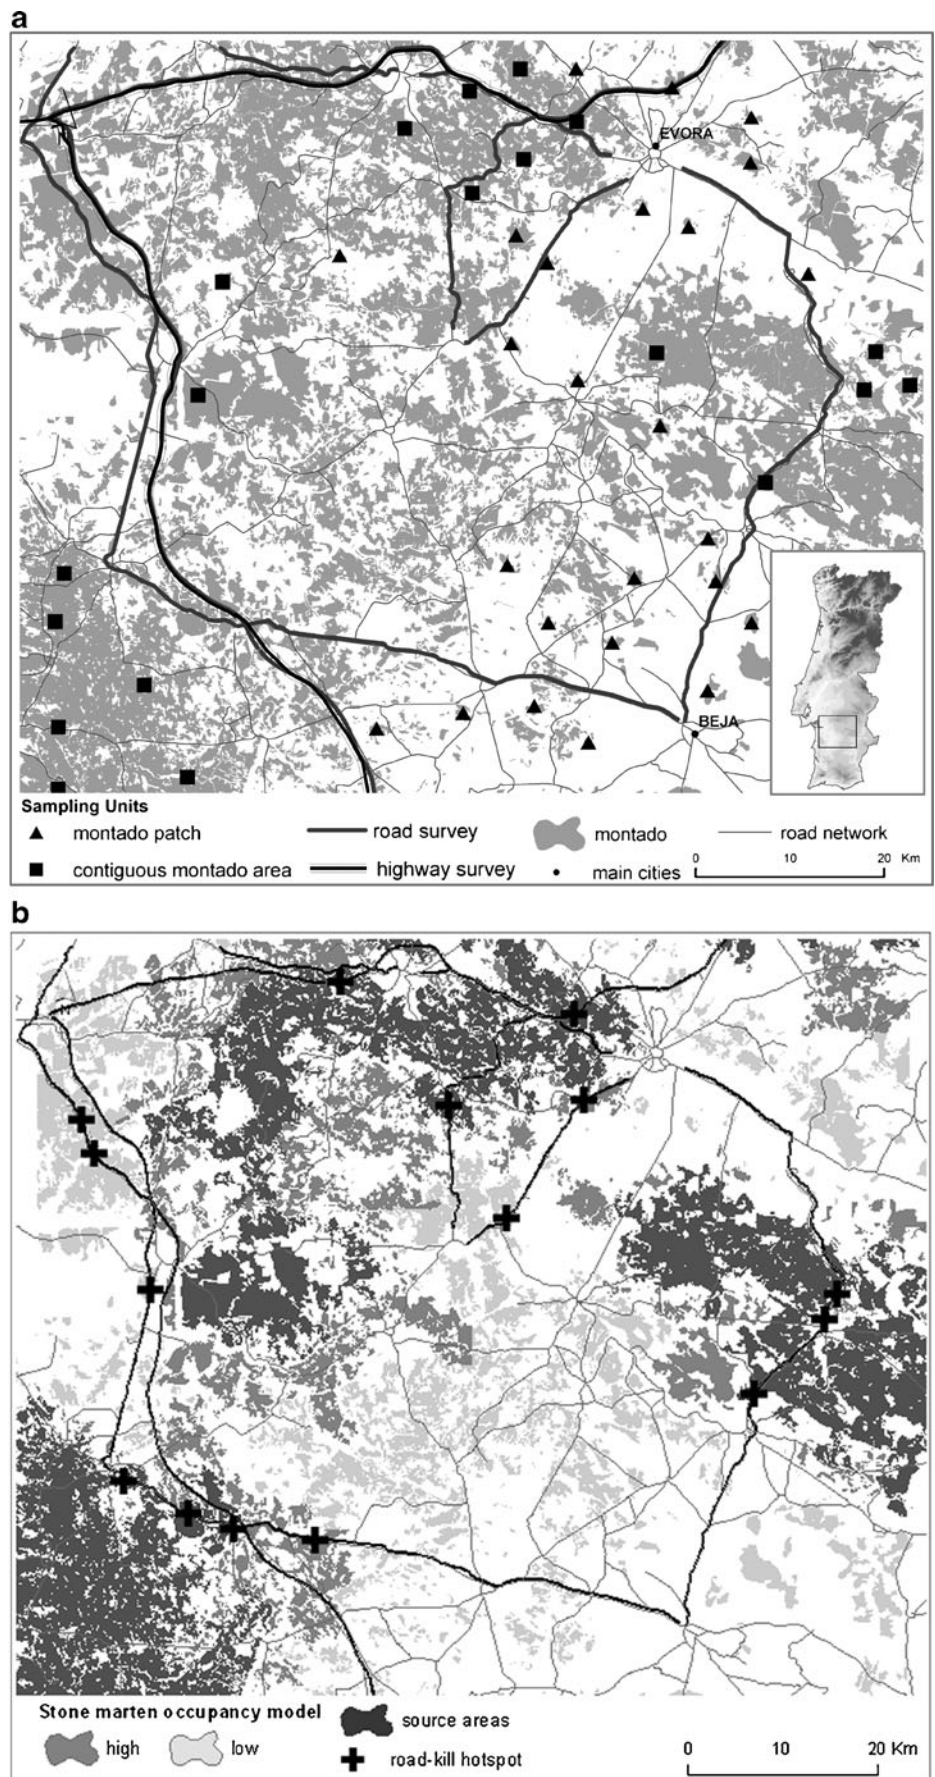 a
EVORA
BEJA
Sampling Units
montado patch
road survey
montado
road network
contiguous montado area
highway survey
main cities
0 10 20 Km
b
Stone marten occupancy model
source areas
high
low
road-kill hotspot
0 10 20 Km